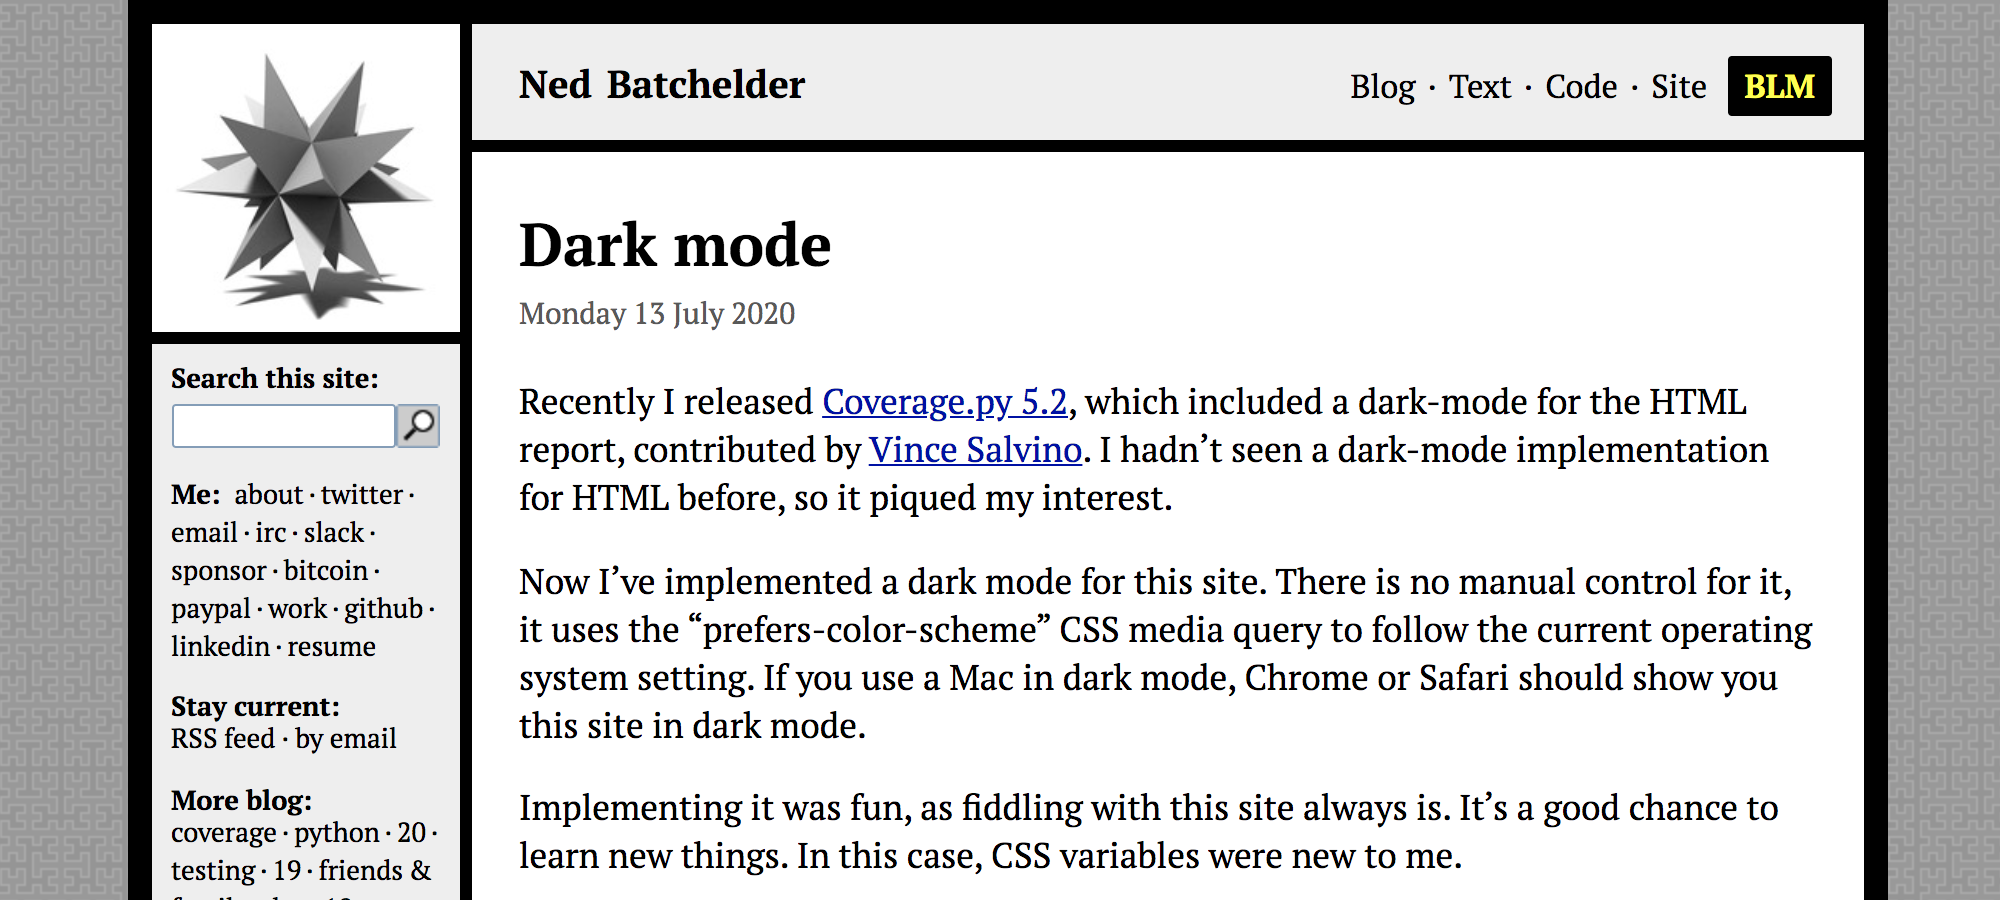 Ned Batchelder
Blog · Text · Code · Site BLM
Search this site:
Me: about · twitter ·
email · irc · slack ·
sponsor · bitcoin ·
paypal · work · github ·
linkedin · resume
Stay current:
RSS feed · by email
More blog:
coverage · python · 20 ·
testing · 19 · friends &
Dark mode
Monday 13 July 2020
Recently I released Coverage.py 5.2, which included a dark-mode for the HTML
report, contributed by Vince Salvino. I hadn’t seen a dark-mode implementation
for HTML before, so it piqued my interest.
Now I’ve implemented a dark mode for this site. There is no manual control for it,
it uses the “prefers-color-scheme” CSS media query to follow the current operating
system setting. If you use a Mac in dark mode, Chrome or Safari should show you
this site in dark mode.
Implementing it was fun, as fiddling with this site always is. It’s a good chance to
learn new things. In this case, CSS variables were new to me.